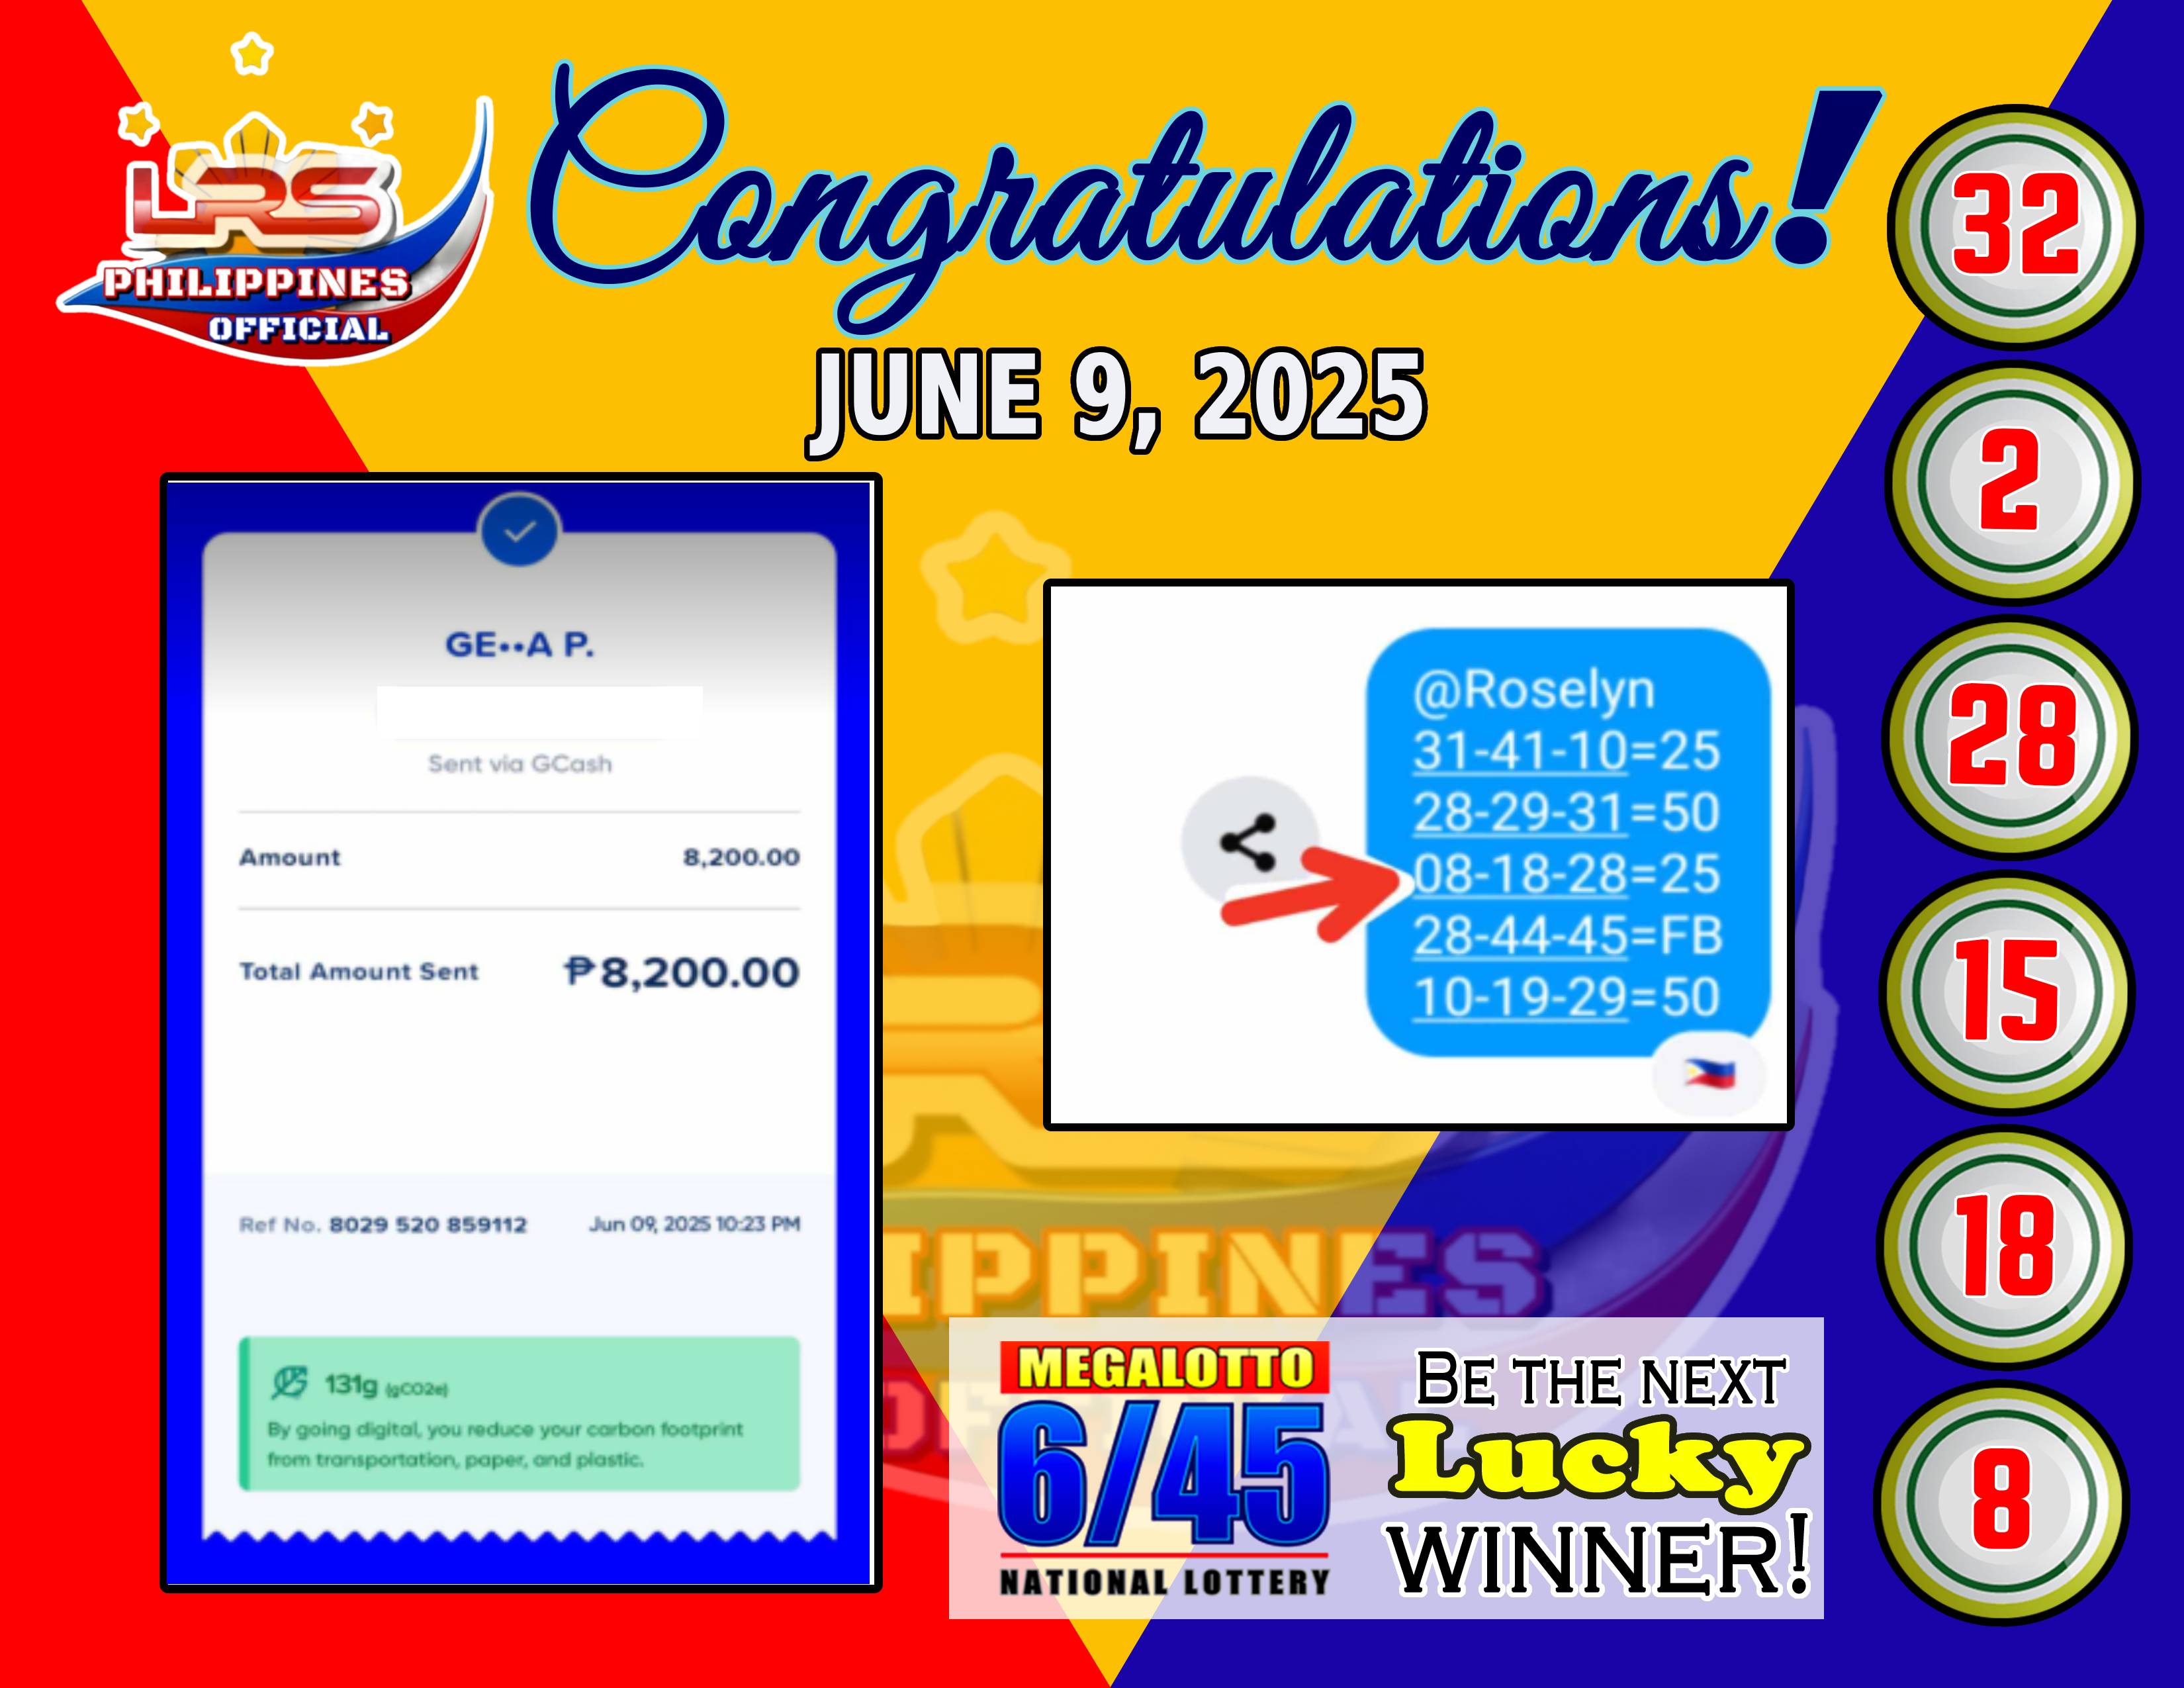 LRS
PHILIPPINES
OFFICIAL
Congratulations!
JUNE 9, 2025
GE••A P.
Sent via GCash
Amount 8,200.00
Total Amount Sent ₱8,200.00
Ref No. 8029 520 859112 Jun 09, 2025 10:23 PM
131g (gCO2e)
By going digital, you reduce your carbon footprint
from transportation, paper, and plastic.
@Roselyn
31-41-10=25
28-29-31=50
08-18-28=25
28-44-45=FB
10-19-29=50
IPPINES
MEGALOTTO
6/45
NATIONAL LOTTERY
BE THE NEXT
Lucky
WINNER!
32
2
28
15
18
8